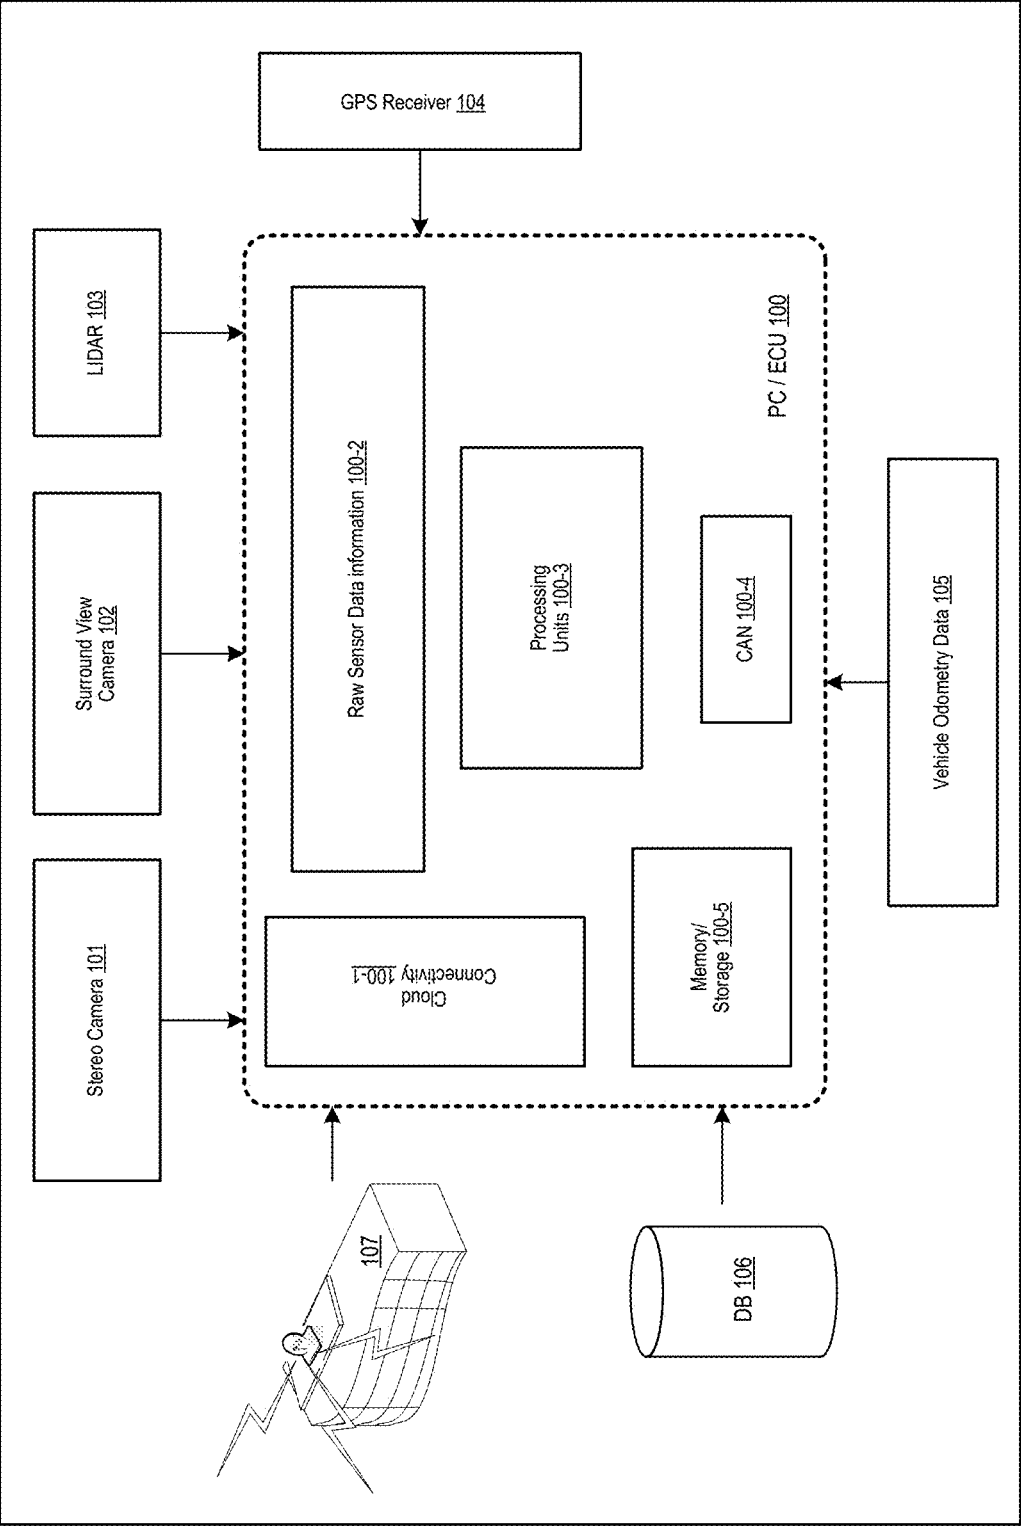 Stereo Camera 101
Surround View
Camera 102
LIDAR 103
GPS Receiver 104
Cloud
Connectivity 100-1
Raw Sensor Data information 100-2
Processing
Units 100-3
Memory/
Storage 100-5
CAN 100-4
PC / ECU 100
107
DB 106
Vehicle Odometry Data 105